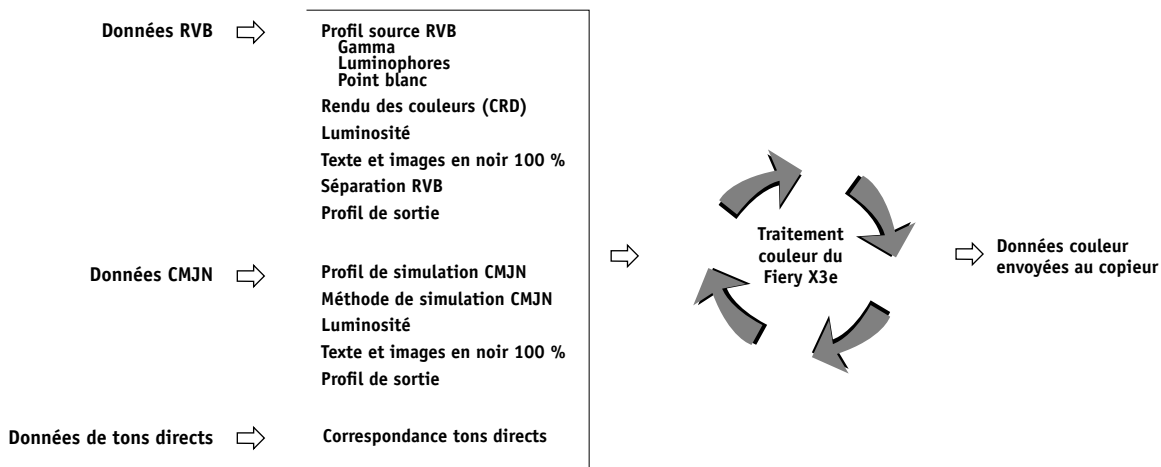 Données RVB
Profil source RVB
Gamma
Luminophores
Point blanc
Rendu des couleurs (CRD)
Luminosité
Texte et images en noir 100 %
Séparation RVB
Profil de sortie
Données CMJN
Profil de simulation CMJN
Méthode de simulation CMJN
Luminosité
Texte et images en noir 100 %
Profil de sortie
Données de tons directs
Correspondance tons directs
Traitement
couleur du
Fiery X3e
Données couleur
envoyées au copieur